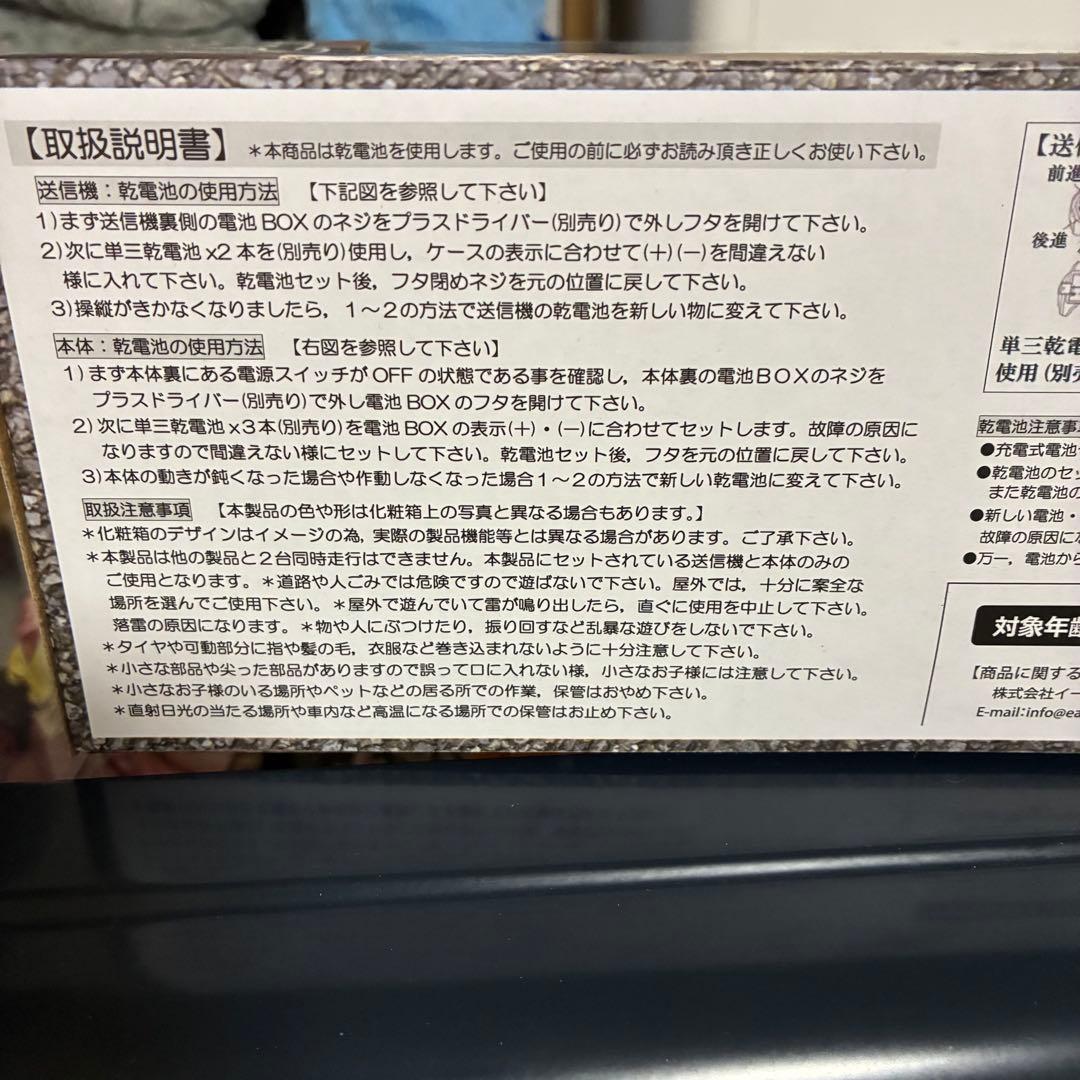 【取扱説明書】 *本商品は乾電池を使用します。ご使用の前に必ずお読み頂き正しくお使い下さい。
送信機：乾電池の使用方法 【下記図を参照して下さい】
1)まず送信機裏側の電池BOXのネジをプラスドライバー(別売り)で外しフタを開けて下さい。
2)次に単三乾電池x2本を(別売り)使用し，ケースの表示に合わせて(+)(−)を間違えない
様に入れて下さい。乾電池セット後，フタ閉めネジを元の位置に戻して下さい。
3)操縦がきかなくなりましたら，1～2の方法で送信機の乾電池を新しい物に変えて下さい。
本体：乾電池の使用方法 【右図を参照して下さい】
1)まず本体裏にある電源スイッチがOFFの状態である事を確認し，本体裏の電池BOXのネジを
プラスドライバー(別売り)で外し電池BOXのフタを開けて下さい。
2)次に単三乾電池x3本(別売り)を電池BOXの表示(+)・(−)に合わせてセットします。故障の原因に
なりますので間違えない様にセットして下さい。乾電池セット後，フタを元の位置に戻して下さい。
3)本体の動きが鈍くなった場合や作動しなくなった場合1～2の方法で新しい乾電池に変えて下さい。
取扱注意事項 【本製品の色や形は化粧箱上の写真と異なる場合もあります。】
*化粧箱のデザインはイメージの為，実際の製品機能等とは異なる場合があります。ご了承下さい。
*本製品は他の製品と2台同時走行はできません。本製品にセットされている送信機と本体のみの
ご使用となります。*道路や人ごみでは危険ですので遊ばないで下さい。屋外では，十分に案全な
場所を選んでご使用下さい。*屋外で遊んでいて雷が鳴り出したら，直ぐに使用を中止して下さい。
落雷の原因になります。*物や人にぶつけたり，振り回すなど乱暴な遊びをしないで下さい。
*タイヤや可動部分に指や髪の毛，衣服など巻き込まれないように十分注意して下さい。
*小さな部品や尖った部品がありますので誤って口に入れない様，小さなお子様には注意して下さい。
*小さなお子様のいる場所やペットなどの居る所での作業，保管はおやめ下さい。
*直射日光の当たる場所や車内など高温になる場所での保管はお止め下さい。
【送信
前進
後進
単三乾電
使用(別売
乾電池注意事項
●充電式電池
●乾電池のセッ
また乾電池の
●新しい電池・
故障の原因にな
●万一，電池から
対象年齢
【商品に関する
株式会社イー
E-mail:info@ea